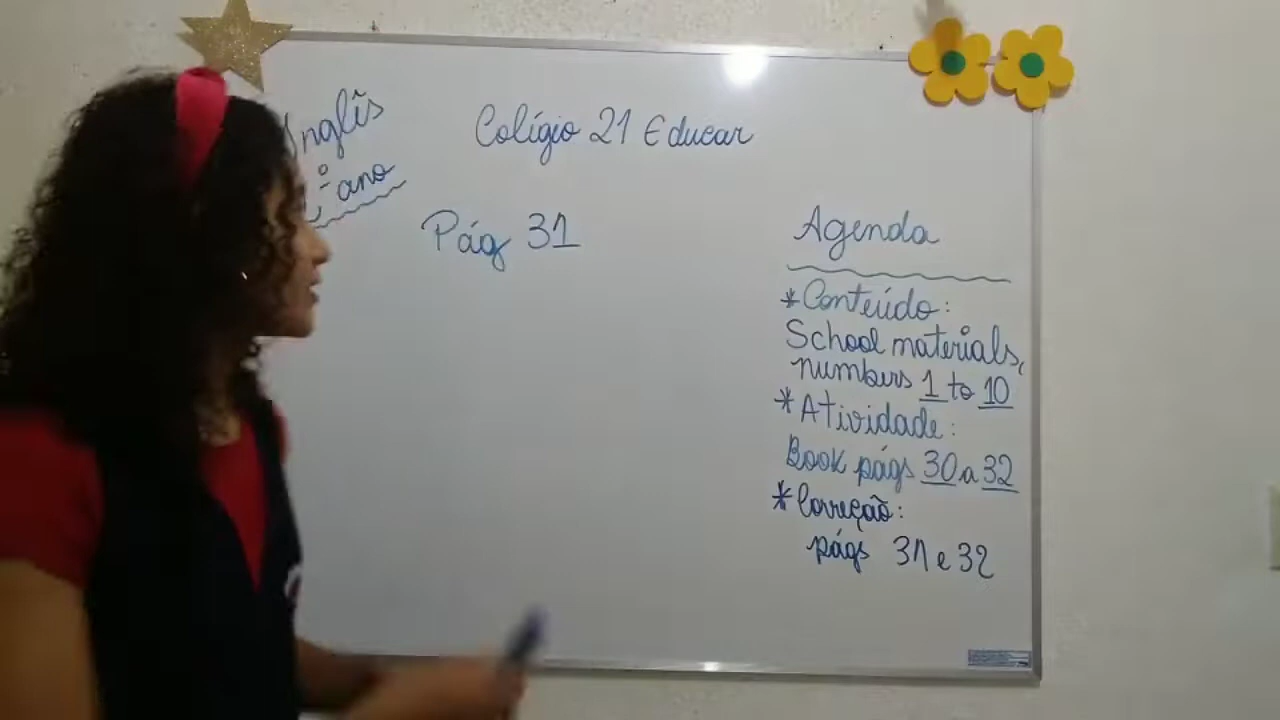 Inglês
º ano
Colégio 21 Educar
Pág 31
Agenda
*Conteúdo:
School materials,
numbers 1 to 10
*Atividade:
Book págs 30 a 32
*Correção:
págs 31 e 32